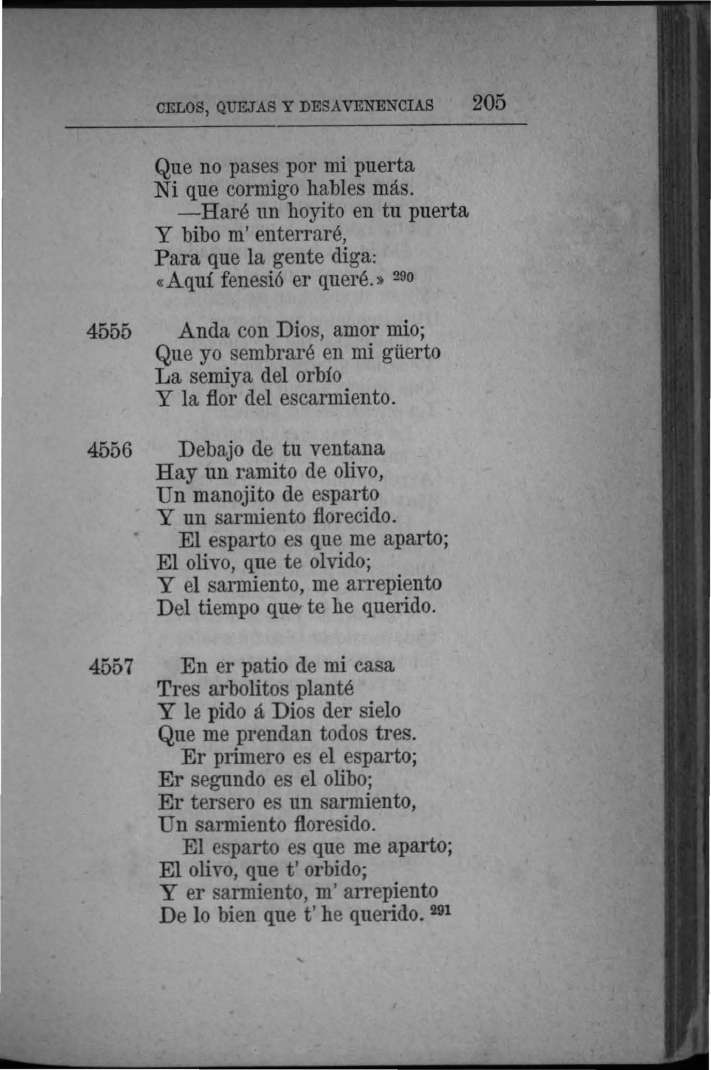 CELOS, QUEJAS Y DESAVENENCIAS 205
Que no pases por mi puerta
Ni que cormigo hables más.
—Haré un hoyito en tu puerta
Y bibo m' enterraré,
Para que la gente diga:
«Aquí fenesió er queré.» 290
4555 Anda con Dios, amor mio;
Que yo sembraré en mi güerto
La semiya del orbío
Y la flor del escarmiento.
4556 Debajo de tu ventana
Hay un ramito de olivo,
Un manojito de esparto
Y un sarmiento florecido.
El esparto es que me aparto;
El olivo, que te olvido;
Y el sarmiento, me arrepiento
Del tiempo que te he querido.
4557 En er patio de mi casa
Tres arbolitos planté
Y le pido á Dios der sielo
Que me prendan todos tres.
Er primero es el esparto;
Er segundo es el olibo;
Er tersero es un sarmiento,
Un sarmiento floresido.
El esparto es que me aparto;
El olivo, que t' orbido;
Y er sarmiento, m' arrepiento
De lo bien que t' he querido. 291